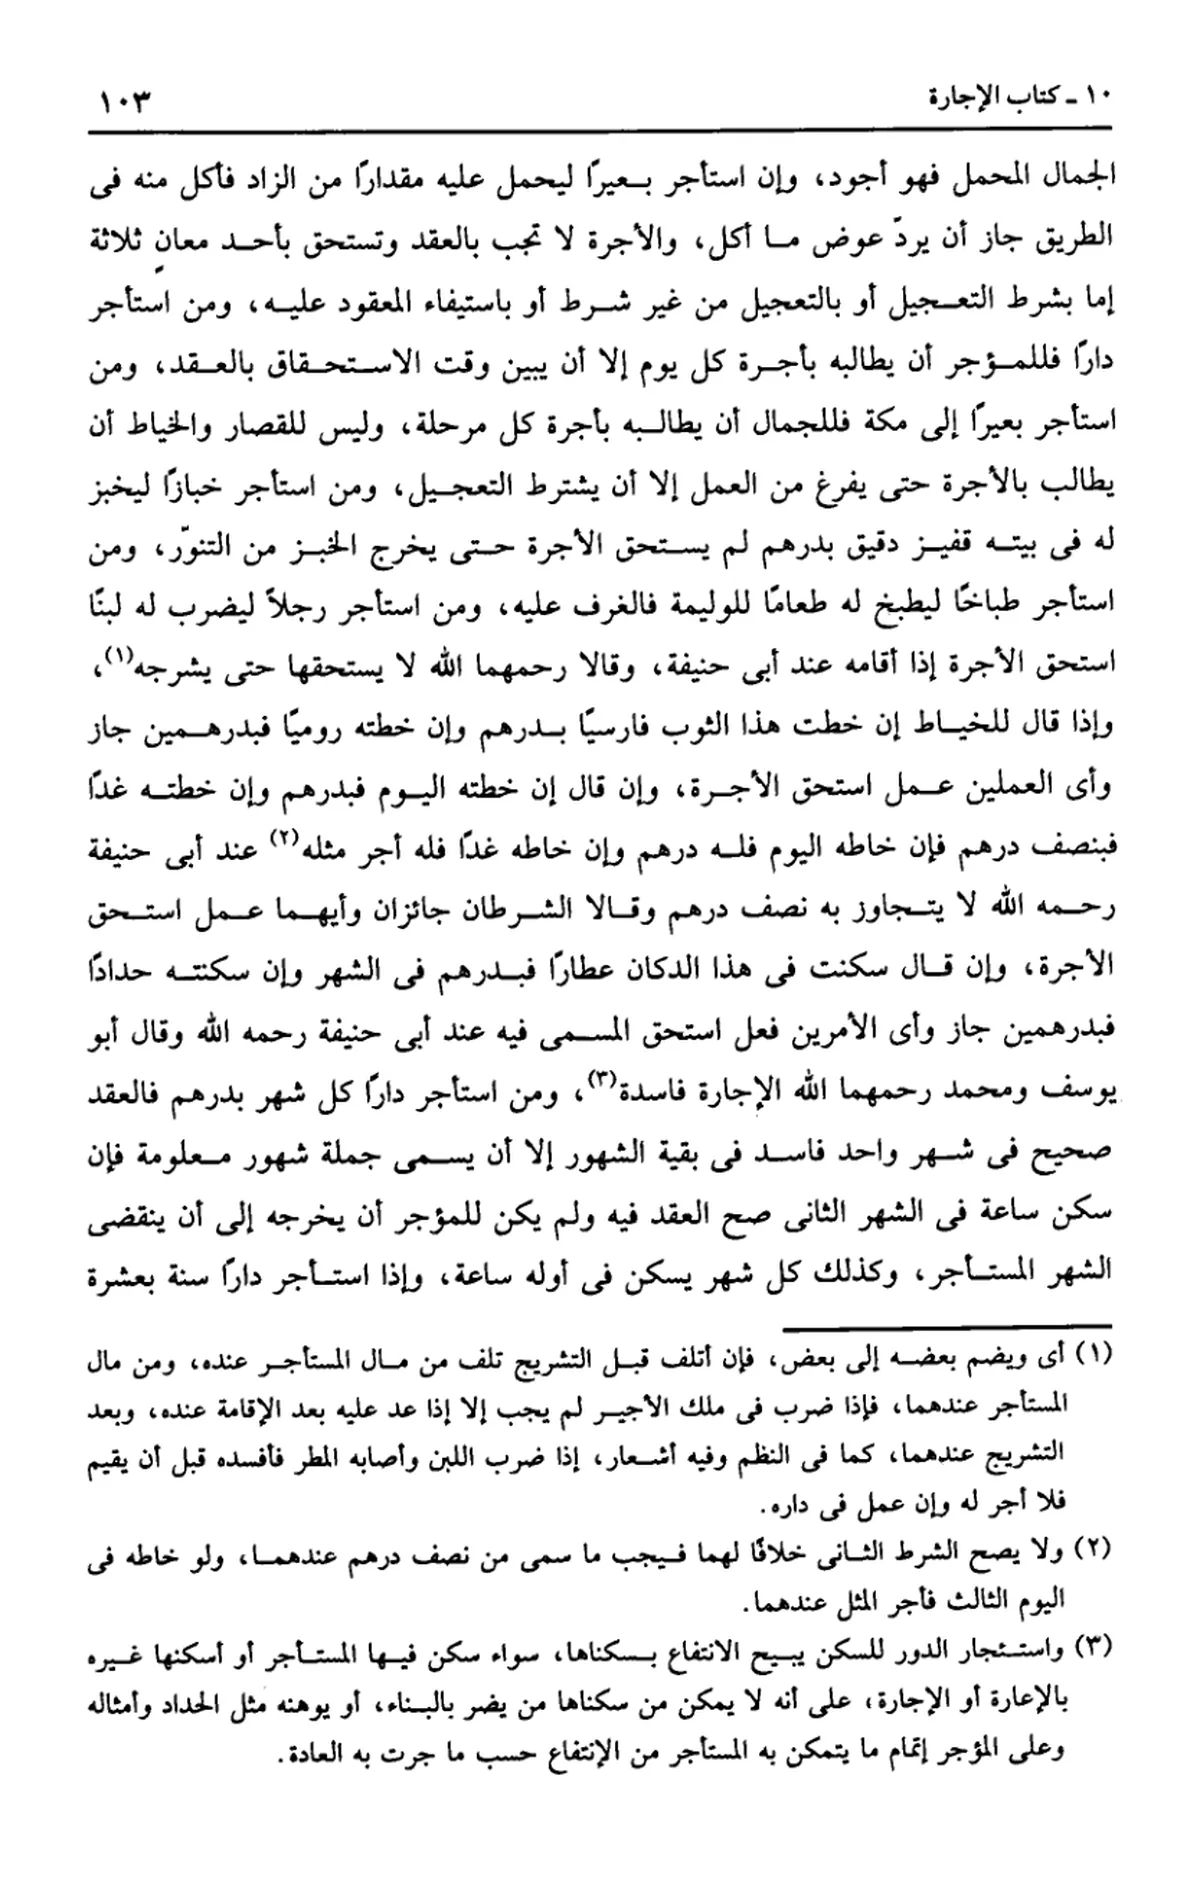 ١٠ - كتاب الإجارة ١٠٣
الجمال المحمل فهو أجود، وإن استأجر بعيرًا ليحمل عليه مقدارًا من الزاد فأكل منه فى
الطريق جاز أن يردّ عوض ما أكل، والأجرة لا تجب بالعقد وتستحق بأحد معانٍ ثلاثة
إما بشرط التعجيل أو بالتعجيل من غير شرط أو باستيفاء المعقود عليه، ومن استأجر
دارًا فللمؤجر أن يطالبه بأجرة كل يوم إلا أن يبين وقت الاستحقاق بالعقد، ومن
استأجر بعيرًا إلى مكة فللجمال أن يطالبه بأجرة كل مرحلة، وليس للقصار والخياط أن
يطالب بالأجرة حتى يفرغ من العمل إلا أن يشترط التعجيل، ومن استأجر خبازًا ليخبز
له فى بيته قفيز دقيق بدرهم لم يستحق الأجرة حتى يخرج الخبز من التنوّر، ومن
استأجر طباخًا ليطبخ له طعامًا للوليمة فالغرف عليه، ومن استأجر رجلاً ليضرب له لبنًا
استحق الأجرة إذا أقامه عند أبى حنيفة، وقالا رحمهما الله لا يستحقها حتى يشرجه(١)،
وإذا قال للخياط إن خطت هذا الثوب فارسيًا بدرهم وإن خطته روميًا فبدرهمين جاز
وأى العملين عمل استحق الأجرة، وإن قال إن خطته اليوم فبدرهم وإن خطته غدًا
فبنصف درهم فإن خاطه اليوم فله درهم وإن خاطه غدًا فله أجر مثله(٢) عند أبى حنيفة
رحمه الله لا يتجاوز به نصف درهم وقالا الشرطان جائزان وأيهما عمل استحق
الأجرة، وإن قال سكنت فى هذا الدكان عطارًا فبدرهم فى الشهر وإن سكنته حدادًا
فبدرهمين جاز وأى الأمرين فعل استحق المسمى فيه عند أبى حنيفة رحمه الله وقال أبو
يوسف ومحمد رحمهما الله الإجارة فاسدة(٣)، ومن استأجر دارًا كل شهر بدرهم فالعقد
صحيح فى شهر واحد فاسد فى بقية الشهور إلا أن يسمى جملة شهور معلومة فإن
سكن ساعة فى الشهر الثانى صح العقد فيه ولم يكن للمؤجر أن يخرجه إلى أن ينقضى
الشهر المستأجر، وكذلك كل شهر يسكن فى أوله ساعة، وإذا استأجر دارًا سنة بعشرة
(١) أى ويضم بعضه إلى بعض، فإن أتلف قبل التشريج تلف من مال المستأجر عنده، ومن مال
المستأجر عندهما، فإذا ضرب فى ملك الأجير لم يجب إلا إذا عد عليه بعد الإقامة عنده، وبعد
التشريج عندهما، كما فى النظم وفيه أشعار، إذا ضرب اللبن وأصابه المطر فأفسده قبل أن يقيم
فلا أجر له وإن عمل فى داره.
(٢) ولا يصح الشرط الثانى خلافًا لهما فيجب ما سمى من نصف درهم عندهما، ولو خاطه فى
اليوم الثالث فأجر المثل عندهما.
(٣) واستئجار الدور للسكن يبيح الانتفاع بسكناها، سواء سكن فيها المستأجر أو أسكنها غيره
بالإعارة أو الإجارة، على أنه لا يمكن من سكناها من يضر بالبناء، أو يوهنه مثل الحداد وأمثاله
وعلى المؤجر إتمام ما يتمكن به المستأجر من الإنتفاع حسب ما جرت به العادة.